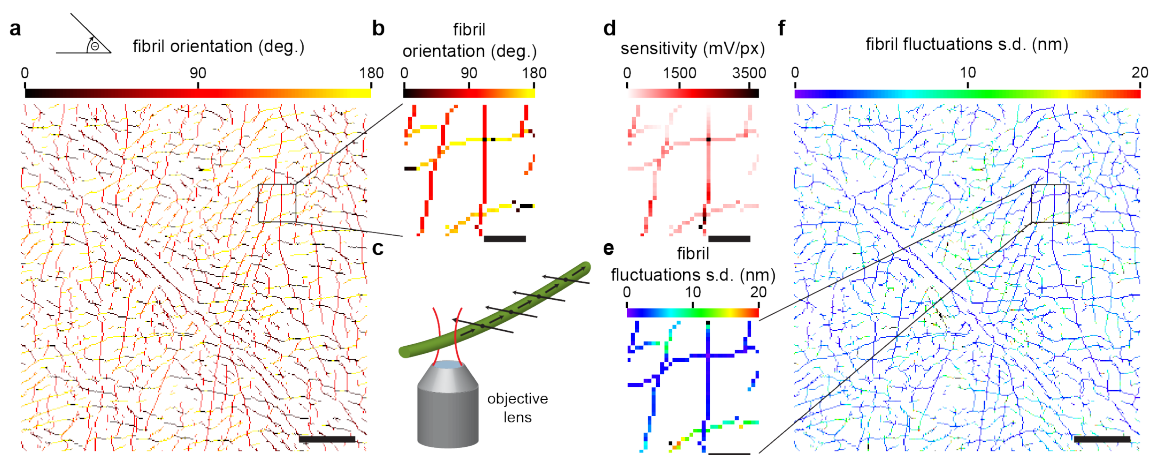 a
Θ
fibril orientation (deg.)
0 90 180
b
fibril
orientation (deg.)
0 90 180
c
objective
lens
d
sensitivity (mV/px)
0 1500 3500
e
fibril
fluctuations s.d. (nm)
0 10 20
f
fibril fluctuations s.d. (nm)
0 10 20